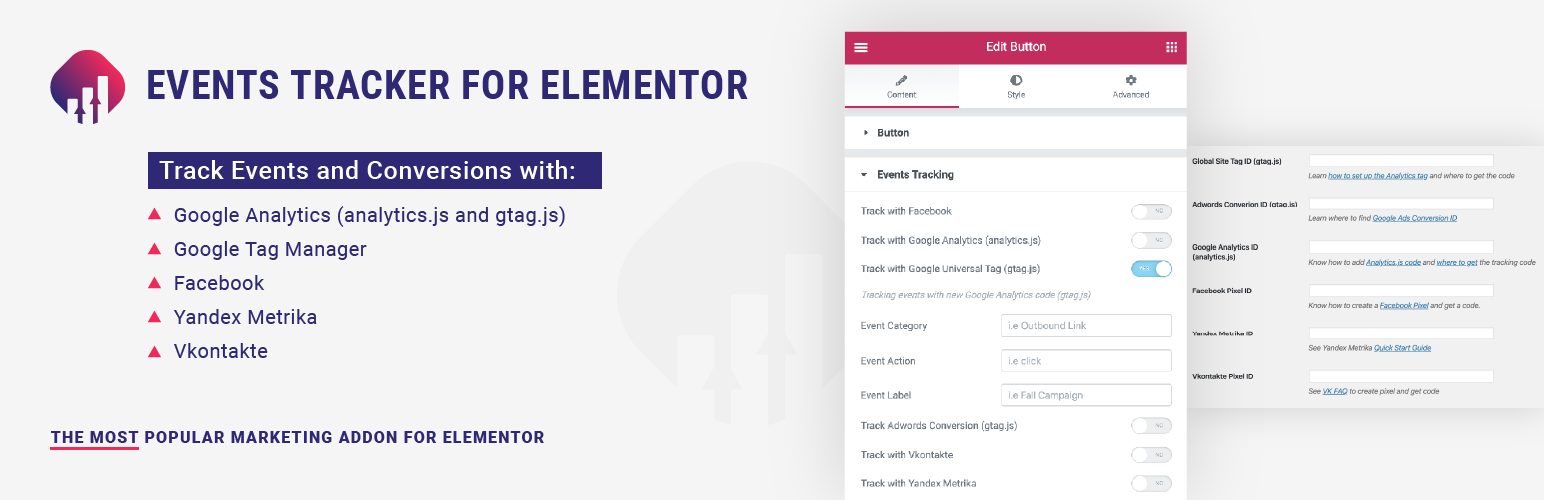 EVENTS TRACKER FOR ELEMENTOR
Track Events and Conversions with:
Google Analytics (analytics.js and gtag.js)
Google Tag Manager
Facebook
Yandex Metrika
Vkontakte
THE MOST POPULAR MARKETING ADDON FOR ELEMENTOR
Edit Button
Content Style Advanced
Button
Events Tracking
Track with Facebook NO
Track with Google Analytics (analytics.js) NO
Track with Google Universal Tag (gtag.js) YES
Tracking events with new Google Analytics code (gtag.js)
Event Category i.e Outbound Link
Event Action i.e click
Event Label i.e Fall Campaign
Track Adwords Conversion (gtag.js) NO
Track with Vkontakte NO
Track with Yandex Metrika NO
Global Site Tag ID (gtag.js)
Learn how to set up the Analytics tag and where to get the code
Adwords Converion ID (gtag.js)
Learn where to find Google Ads Conversion ID
Google Analytics ID
(analytics.js)
Know how to add Analytics.js code and where to get the tracking code
Facebook Pixel ID
Know how to create a Facebook Pixel and get a code.
Yandex Metrika ID
See Yandex Metrika Quick Start Guide
Vkontakte Pixel ID
See VK FAQ to create pixel and get code